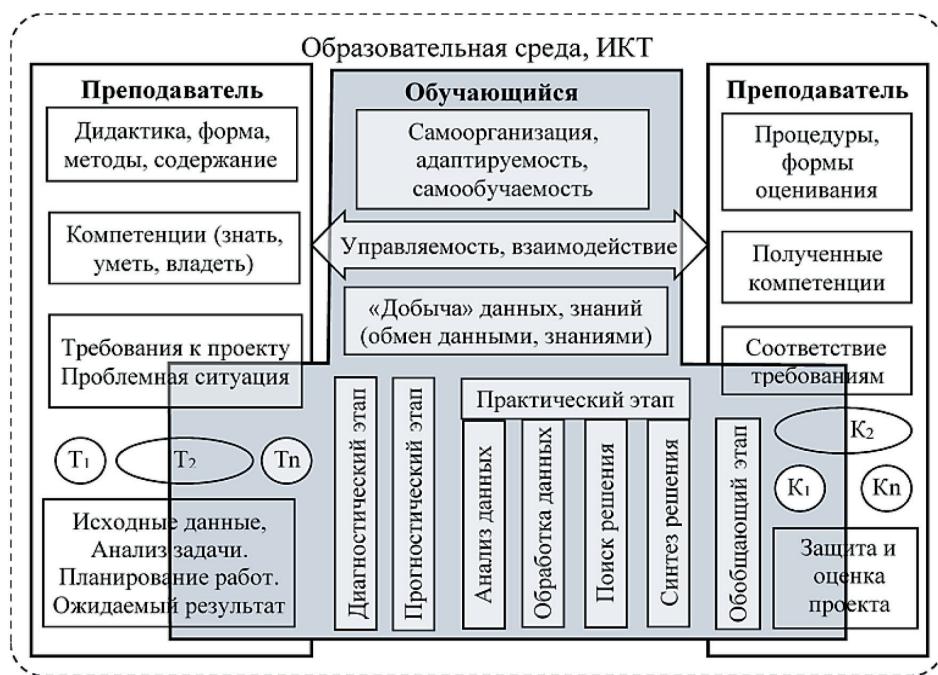 Образовательная среда, ИКТ
Преподаватель
Дидактика, форма,
методы, содержание
Компетенции (знать,
уметь, владеть)
Требования к проекту
Проблемная ситуация
T₁
T₂
Tn
Исходные данные,
Анализ задачи.
Планирование работ.
Ожидаемый результат
Обучающийся
Самоорганизация,
адаптируемость,
самообучаемость
Управляемость, взаимодействие
«Добыча» данных, знаний
(обмен данными, знаниями)
Диагностический этап
Прогностический этап
Практический этап
Анализ данных
Обработка данных
Поиск решения
Синтез решения
Обобщающий этап
Преподаватель
Процедуры,
формы
оценивания
Полученные
компетенции
Соответствие
требованиям
К₂
К₁
Кn
Защита и
оценка
проекта